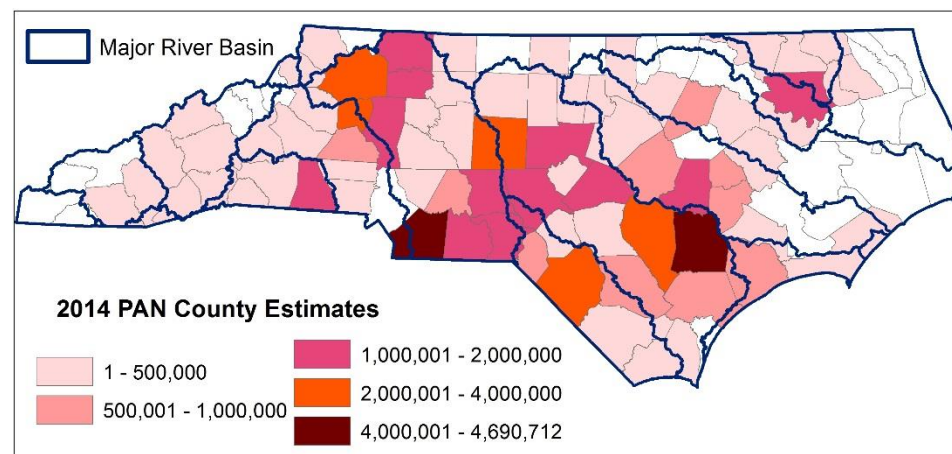 Major River Basin
2014 PAN County Estimates
1 - 500,000
500,001 - 1,000,000
1,000,001 - 2,000,000
2,000,001 - 4,000,000
4,000,001 - 4,690,712